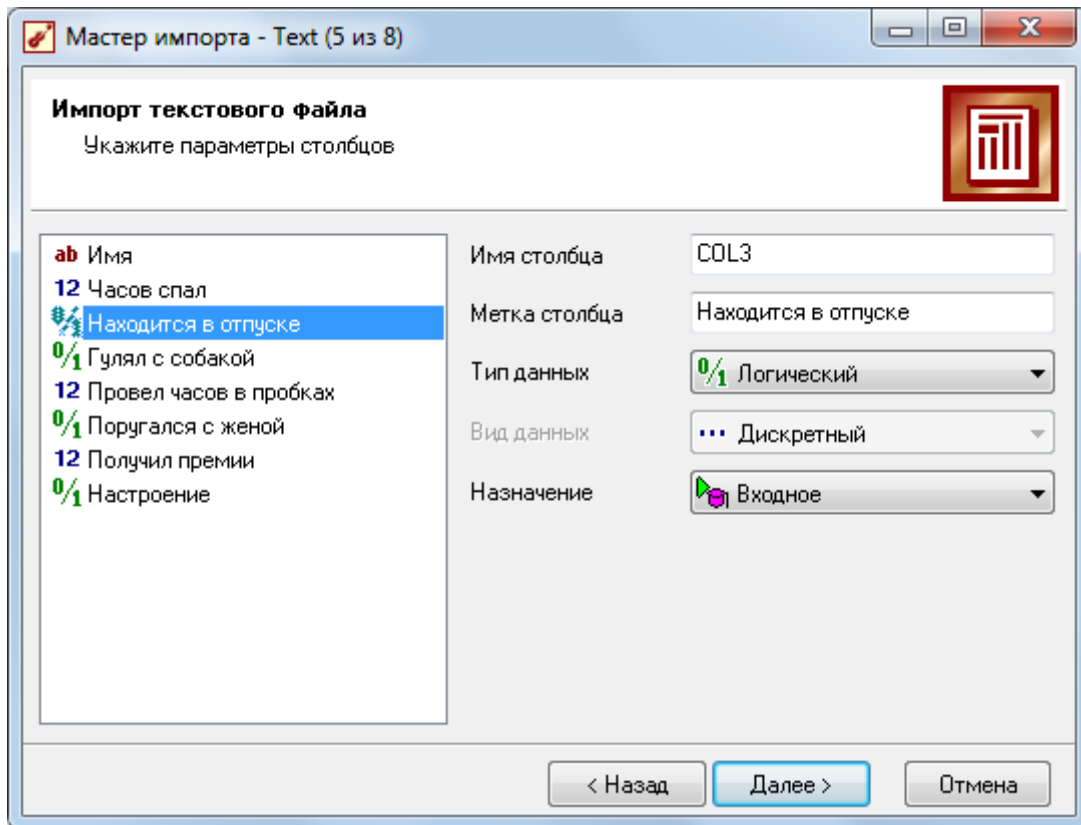 Мастер импорта - Text (5 из 8)
Импорт текстового файла
Укажите параметры столбцов
ab Имя
12 Часов спал
0/1 Находится в отпуске
0/1 Гулял с собакой
12 Провел часов в пробках
0/1 Поругался с женой
12 Получил премии
0/1 Настроение
Имя столбца COL3
Метка столбца Находится в отпуске
Тип данных 0/1 Логический
Вид данных Дискретный
Назначение Входное
< Назад Далее > Отмена